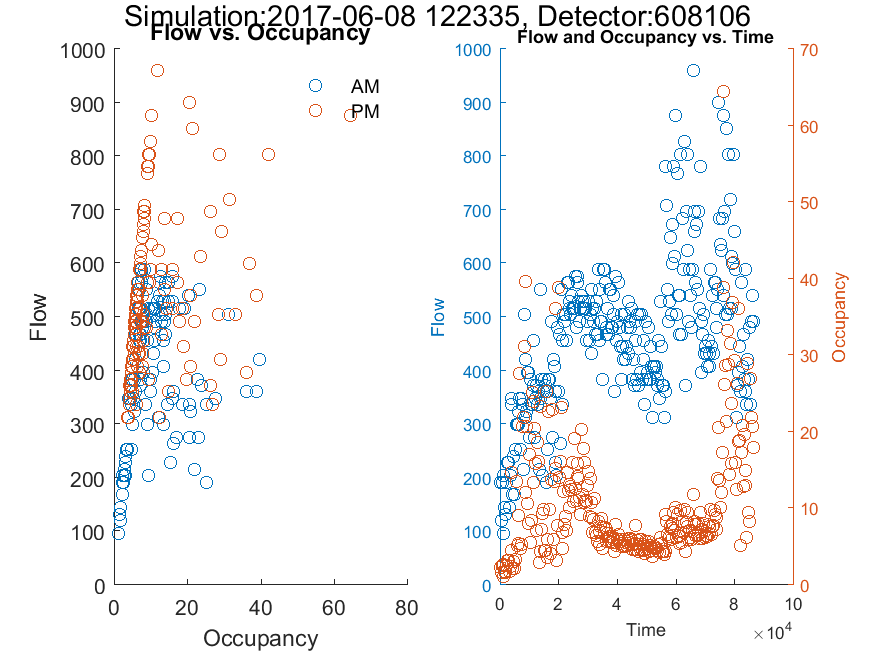 Simulation:2017-06-08 122335, Detector:608106
Flow vs. Occupancy
1000
900
800
700
600
500
400
300
200
100
0
Flow
0 20 40 60 80
Occupancy
AM
PM
Flow and Occupancy vs. Time
1000
900
800
700
600
500
400
300
200
100
0
Flow
70
60
50
40
30
20
10
0
Occupancy
0 2 4 6 8 10
Time
×10⁴